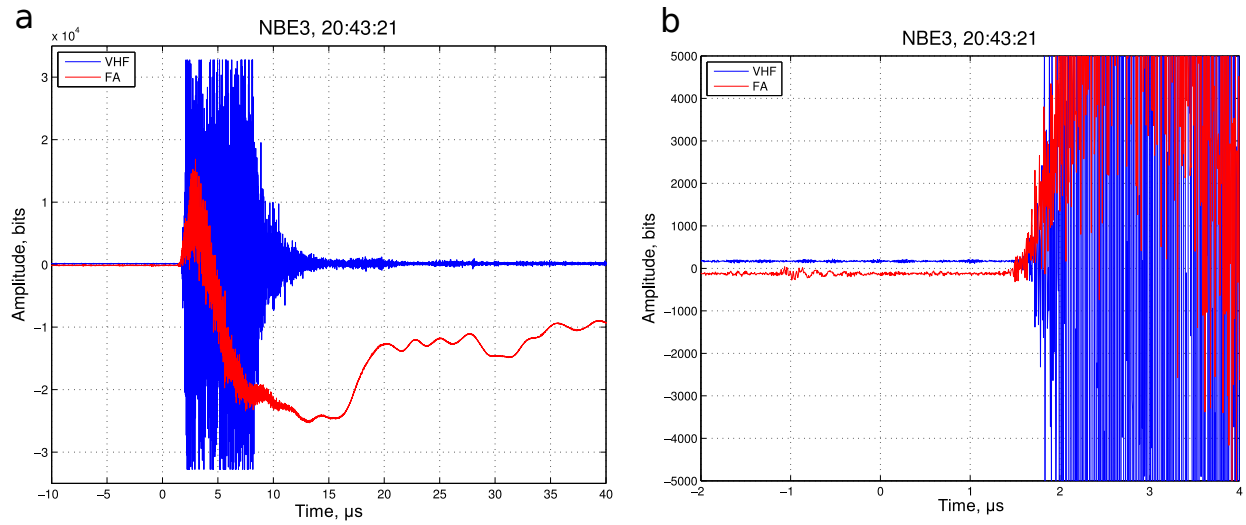 a
NBE3, 20:43:21
x 10⁴
VHF
FA
3
2
1
0
−1
−2
−3
−10
−5
0
5
10
15
20
25
30
35
40
Amplitude, bits
Time, µs
b
NBE3, 20:43:21
VHF
FA
5000
4000
3000
2000
1000
0
−1000
−2000
−3000
−4000
−5000
−2
−1
0
1
2
3
4
Amplitude, bits
Time, µs